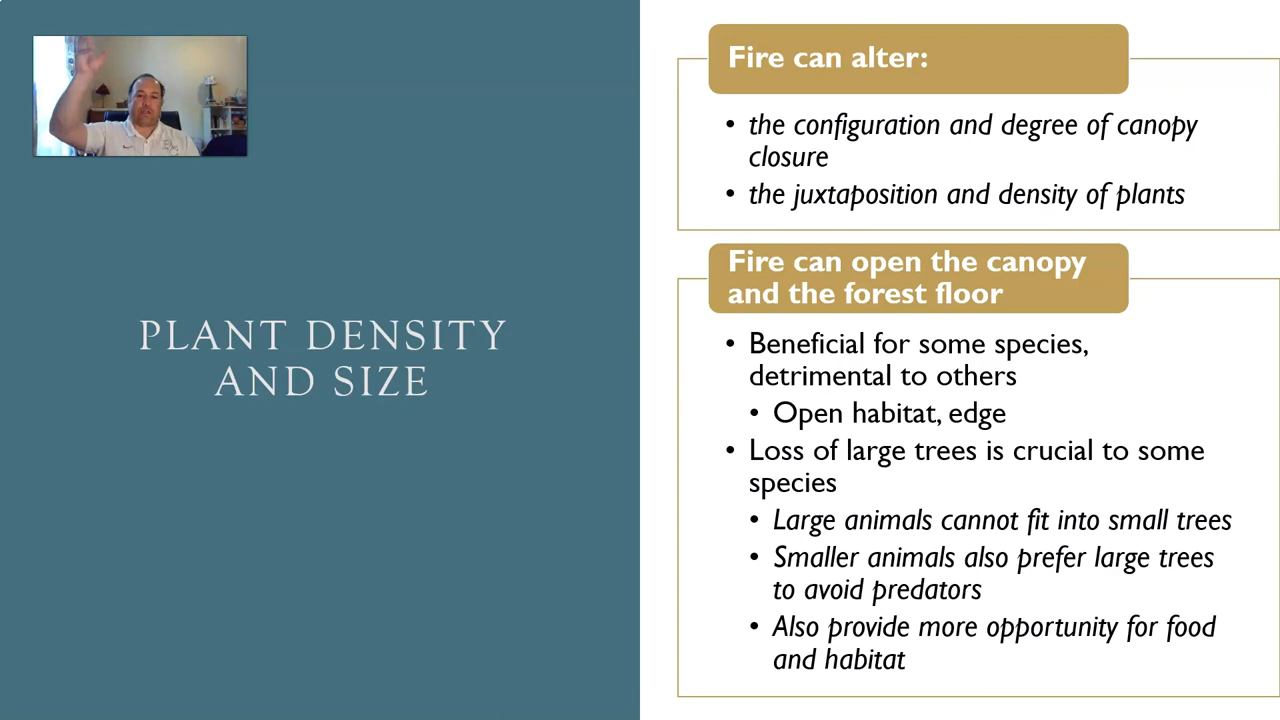 PLANT DENSITY
AND SIZE
Fire can alter:
• the configuration and degree of canopy
closure
• the juxtaposition and density of plants
Fire can open the canopy
and the forest floor
• Beneficial for some species,
detrimental to others
• Open habitat, edge
• Loss of large trees is crucial to some
species
• Large animals cannot fit into small trees
• Smaller animals also prefer large trees
to avoid predators
• Also provide more opportunity for food
and habitat